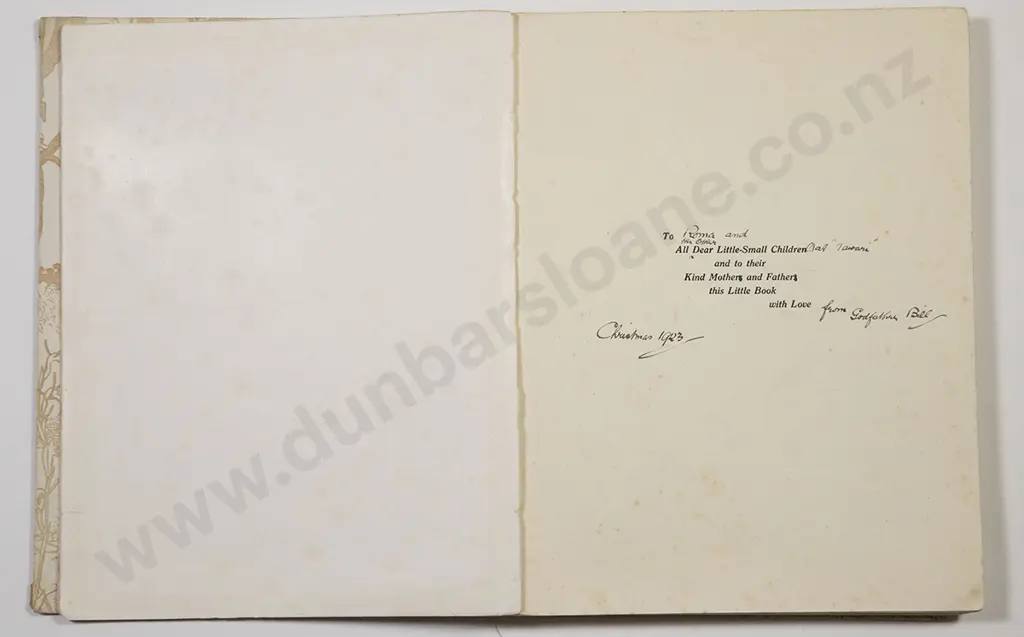 To Roma and
the other
All Dear Little-Small Children at "Tawari"
and to their
Kind Mothers and Fathers
this Little Book
with Love from Godfather Bill
Christmas 1923
www.dunbarsloane.co.nz